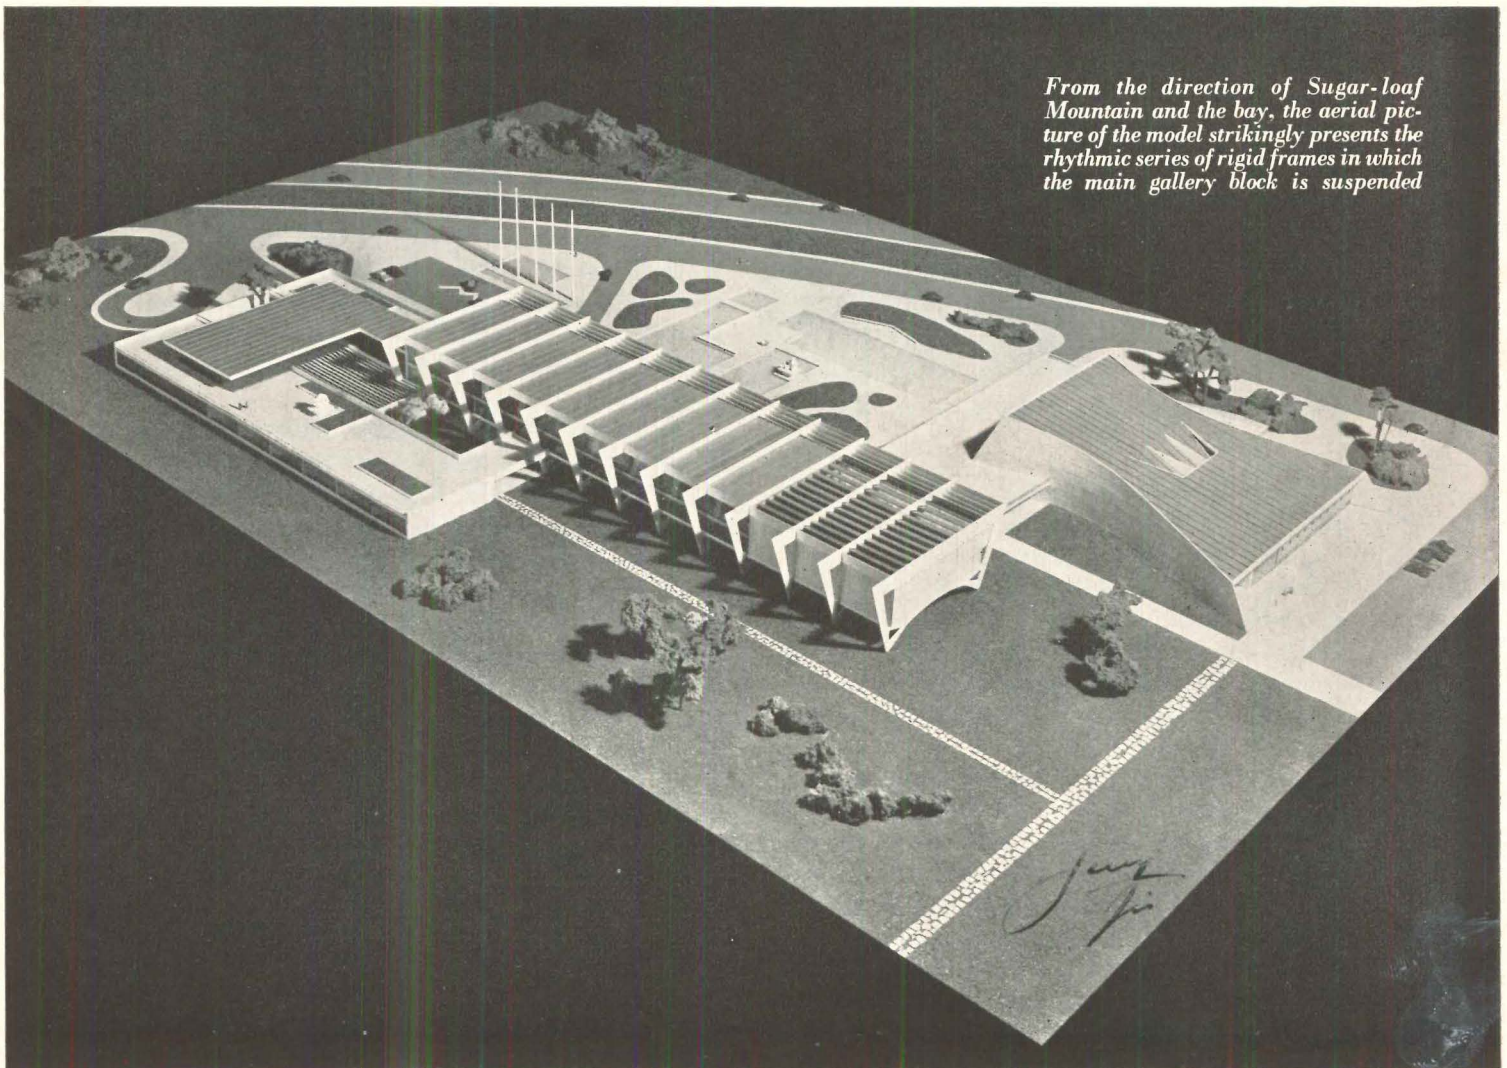 From the direction of Sugar-loaf
Mountain and the bay, the aerial pic-
ture of the model strikingly presents the
rhythmic series of rigid frames in which
the main gallery block is suspended